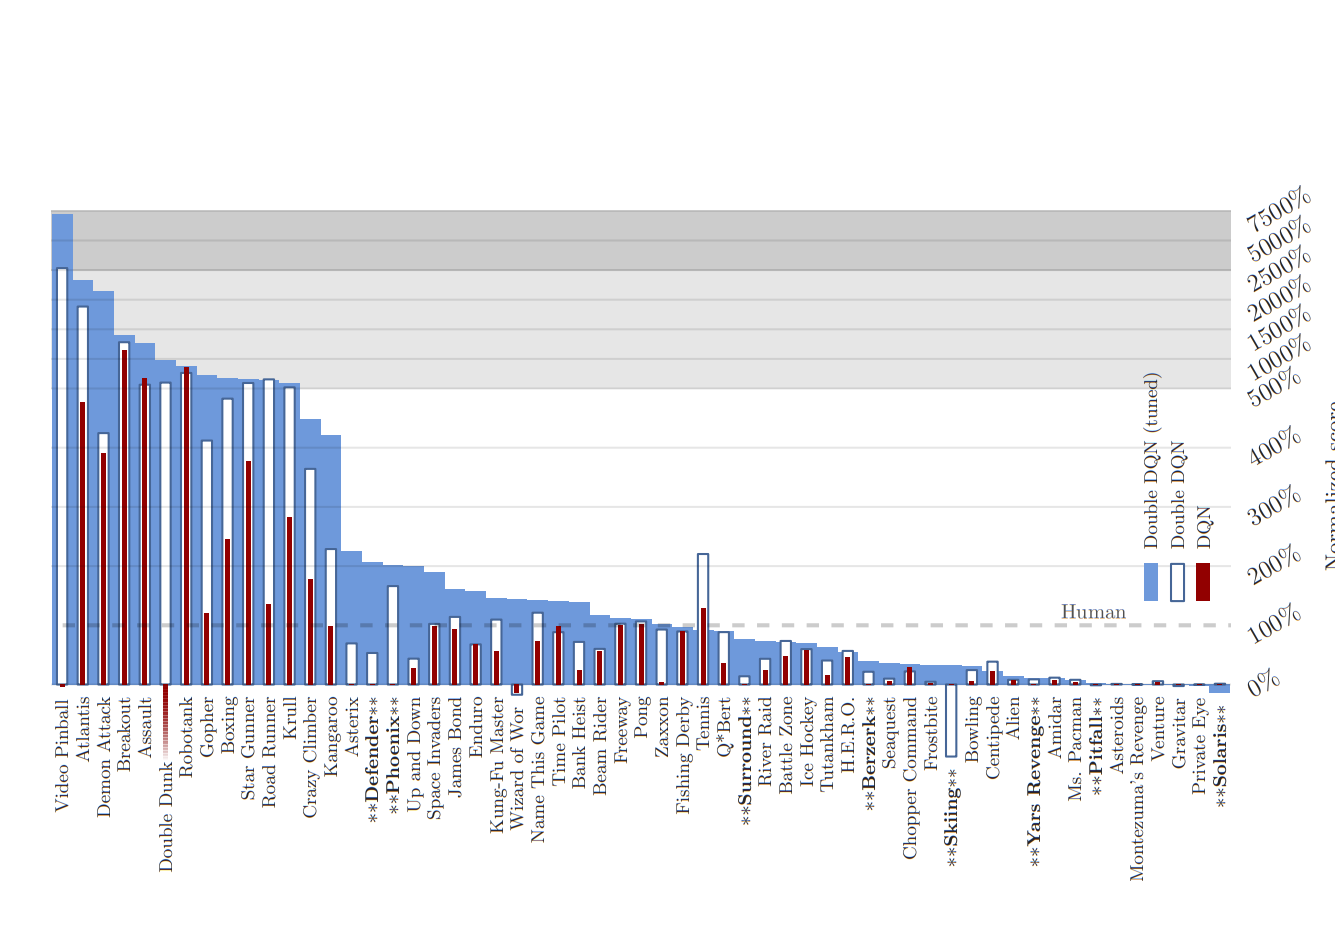 7500%
5000%
2500%
2000%
1500%
1000%
500%
400%
300%
200%
100%
0%
Normalized score
Human
Double DQN (tuned)
Double DQN
DQN
Video Pinball
Atlantis
Demon Attack
Breakout
Assault
Double Dunk
Robotank
Gopher
Boxing
Star Gunner
Road Runner
Krull
Crazy Climber
Kangaroo
Asterix
**Defender**
**Phoenix**
Up and Down
Space Invaders
James Bond
Enduro
Kung-Fu Master
Wizard of Wor
Name This Game
Time Pilot
Bank Heist
Beam Rider
Freeway
Pong
Zaxxon
Fishing Derby
Tennis
Q*Bert
**Surround**
River Raid
Battle Zone
Ice Hockey
Tutankham
H.E.R.O.
**Berzerk**
Seaquest
Chopper Command
Frostbite
**Skiing**
Bowling
Centipede
Alien
**Yars Revenge**
Amidar
Ms. Pacman
**Pitfall**
Asteroids
Montezuma's Revenge
Venture
Gravitar
Private Eye
**Solaris**